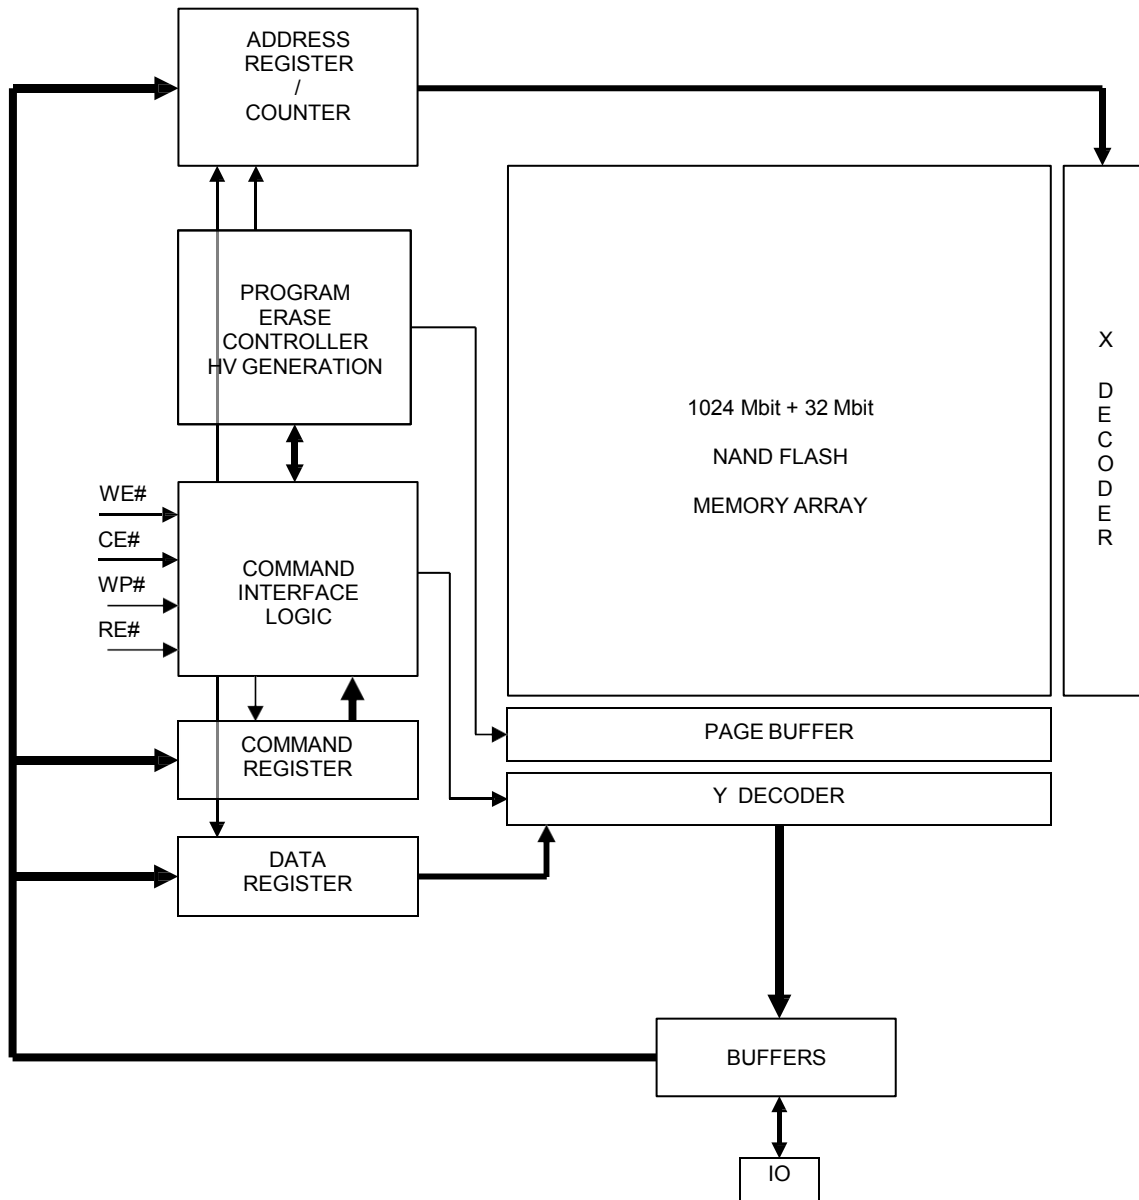 ADDRESS
REGISTER
/
COUNTER
PROGRAM
ERASE
CONTROLLER
HV GENERATION
1024 Mbit + 32 Mbit
NAND FLASH
MEMORY ARRAY
X DECODER
WE#
CE#
WP#
RE#
COMMAND
INTERFACE
LOGIC
PAGE BUFFER
COMMAND
REGISTER
Y DECODER
DATA
REGISTER
BUFFERS
IO